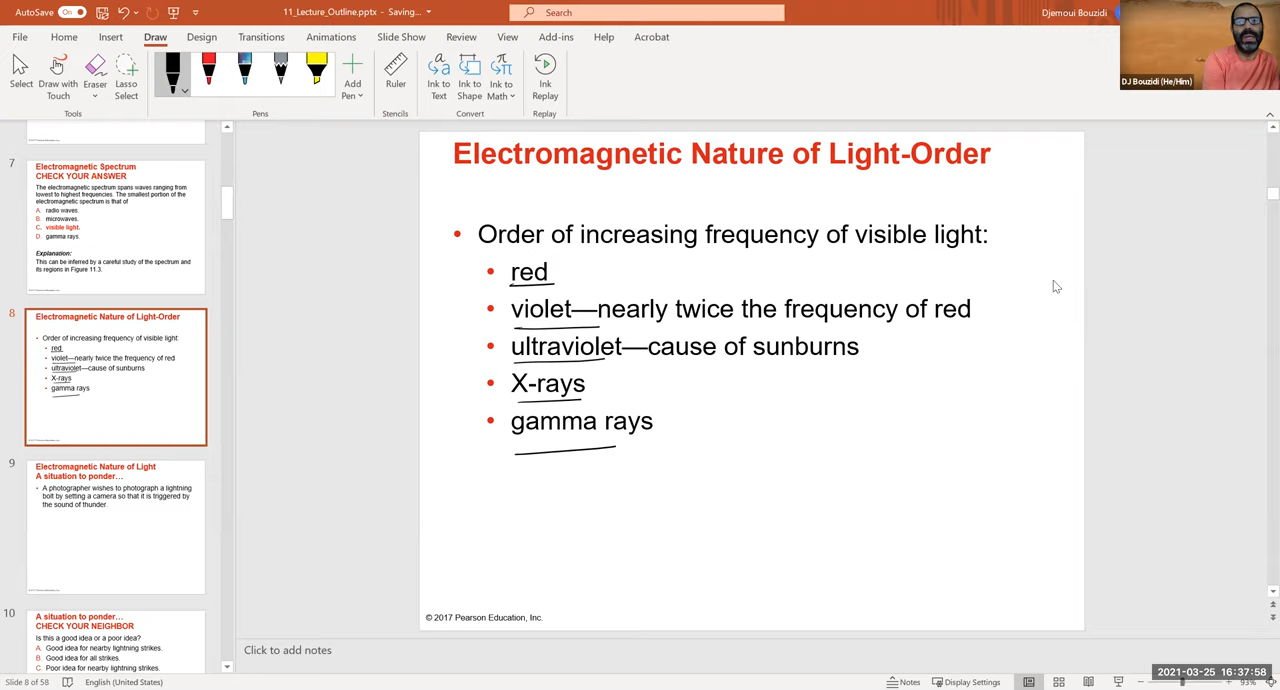 AutoSave On 11_Lecture_Outline.pptx - Saving... Search Djemoui Bouzidi
File Home Insert Draw Design Transitions Animations Slide Show Review View Add-ins Help Acrobat
Select Draw with Touch Eraser Lasso Select Add Pen Ruler Ink to Text Ink to Shape Ink to Math Ink Replay
Tools Pens Stencils Convert Replay
DJ Bouzidi (He/Him)
7
Electromagnetic Spectrum
CHECK YOUR ANSWER
The electromagnetic spectrum spans waves ranging from
lowest to highest frequencies. The smallest portion of the
electromagnetic spectrum is that of
A. radio waves.
B. microwaves.
C. visible light.
D. gamma rays.
Explanation:
This can be inferred by a careful study of the spectrum and
its regions in Figure 11.3.
8
Electromagnetic Nature of Light-Order
• Order of increasing frequency of visible light:
• red
• violet—nearly twice the frequency of red
• ultraviolet—cause of sunburns
• X-rays
• gamma rays
9
Electromagnetic Nature of Light
A situation to ponder…
• A photographer wishes to photograph a lightning
bolt by setting a camera so that it is triggered by
the sound of thunder.
10
A situation to ponder…
CHECK YOUR NEIGHBOR
Is this a good idea or a poor idea?
A. Good idea for nearby lightning strikes.
B. Good idea for all strikes.
C. Poor idea for nearby lightning strikes.
Electromagnetic Nature of Light-Order
• Order of increasing frequency of visible light:
• red
• violet—nearly twice the frequency of red
• ultraviolet—cause of sunburns
• X-rays
• gamma rays
© 2017 Pearson Education, Inc.
Click to add notes
2021-03-25 16:37:58
Slide 8 of 58 English (United States) Notes Display Settings 93%